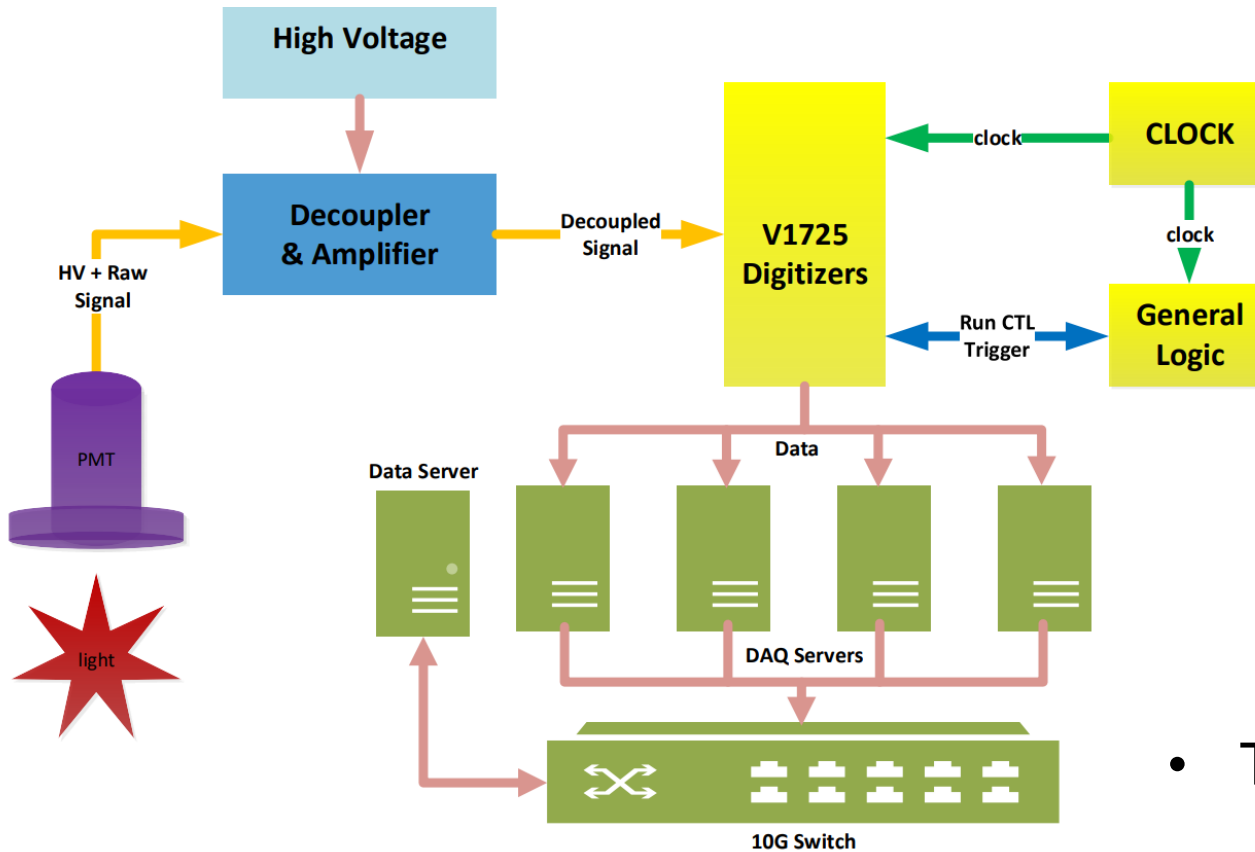 High Voltage
Decoupler
& Amplifier
HV + Raw
Signal
PMT
light
Decoupled
Signal
V1725
Digitizers
clock
CLOCK
clock
Run CTL
Trigger
General
Logic
Data
Data Server
DAQ Servers
10G Switch
• T